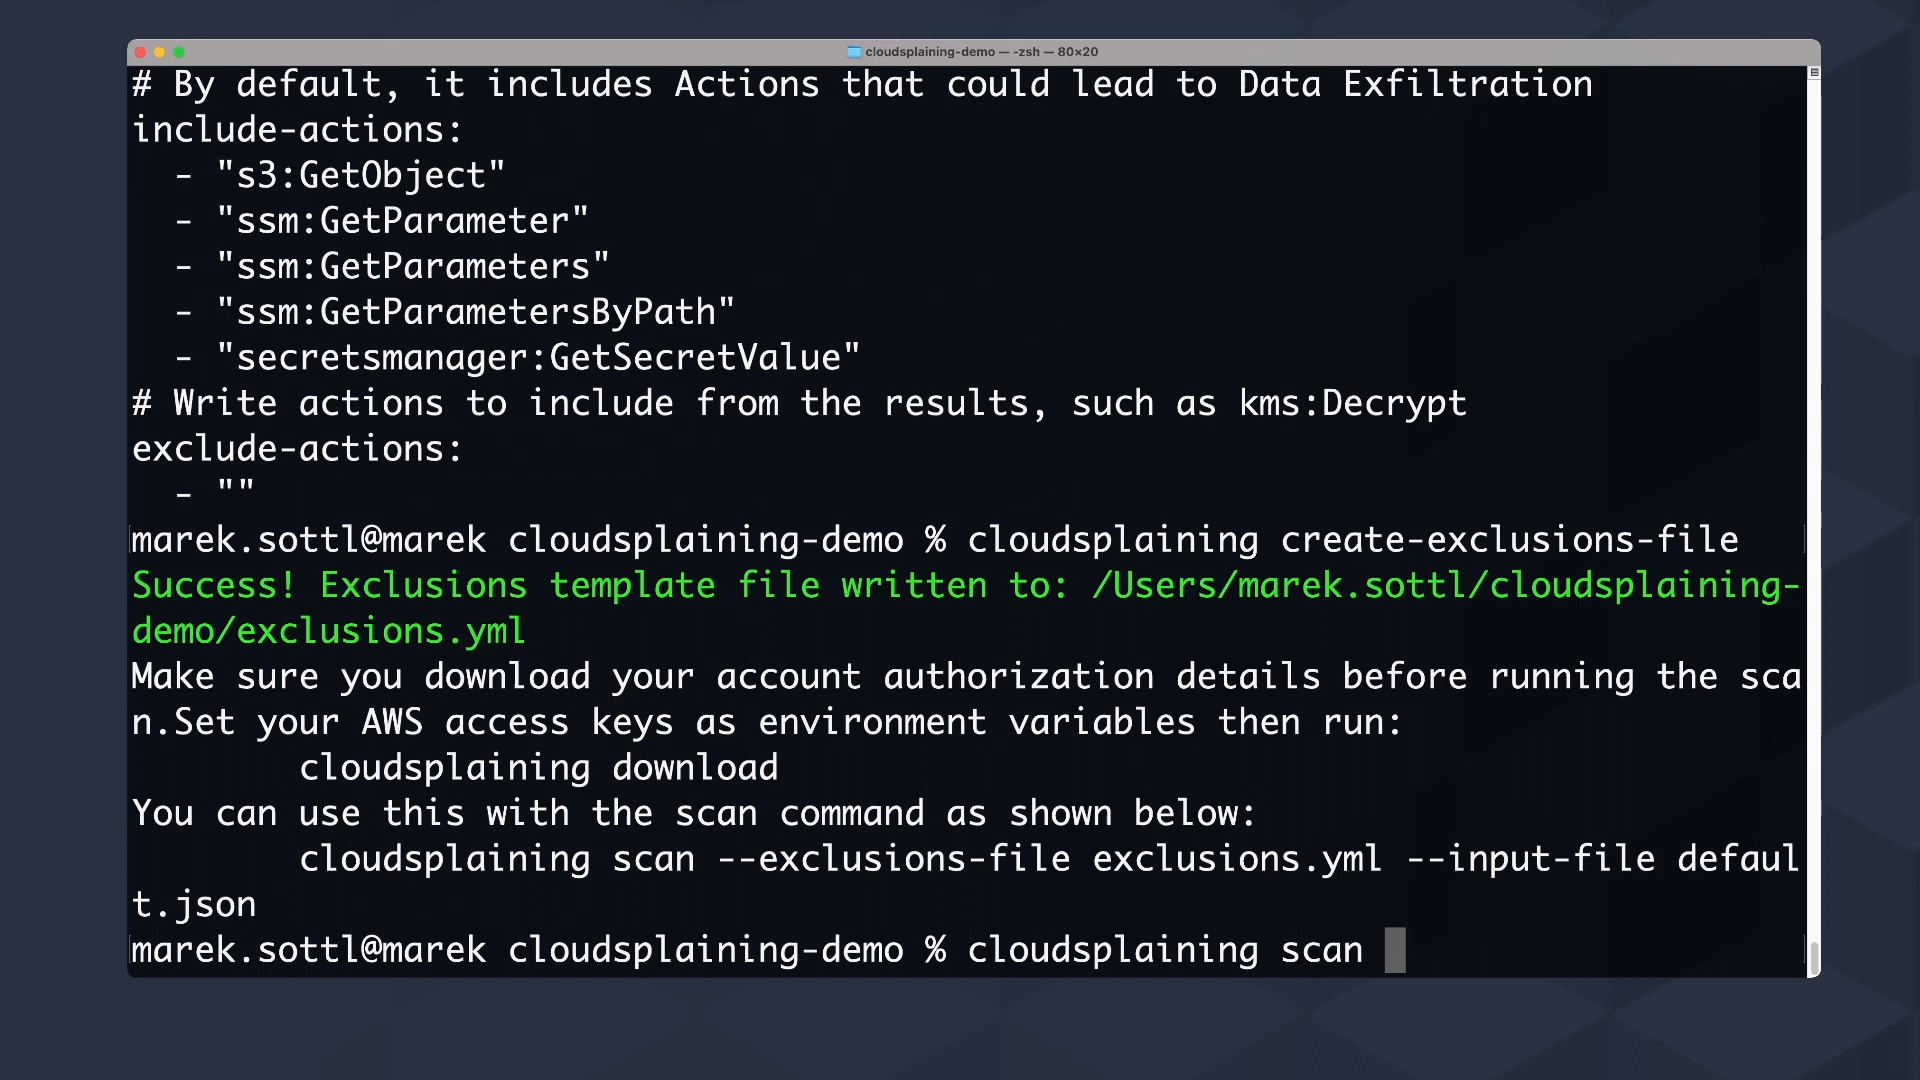 cloudsplaining-demo — -zsh — 80×20
# By default, it includes Actions that could lead to Data Exfiltration
include-actions:
  - "s3:GetObject"
  - "ssm:GetParameter"
  - "ssm:GetParameters"
  - "ssm:GetParametersByPath"
  - "secretsmanager:GetSecretValue"
# Write actions to include from the results, such as kms:Decrypt
exclude-actions:
  - ""
marek.sottl@marek cloudsplaining-demo % cloudsplaining create-exclusions-file
Success! Exclusions template file written to: /Users/marek.sottl/cloudsplaining-
demo/exclusions.yml
Make sure you download your account authorization details before running the sca
n.Set your AWS access keys as environment variables then run:
        cloudsplaining download
You can use this with the scan command as shown below:
        cloudsplaining scan --exclusions-file exclusions.yml --input-file defaul
t.json
marek.sottl@marek cloudsplaining-demo % cloudsplaining scan